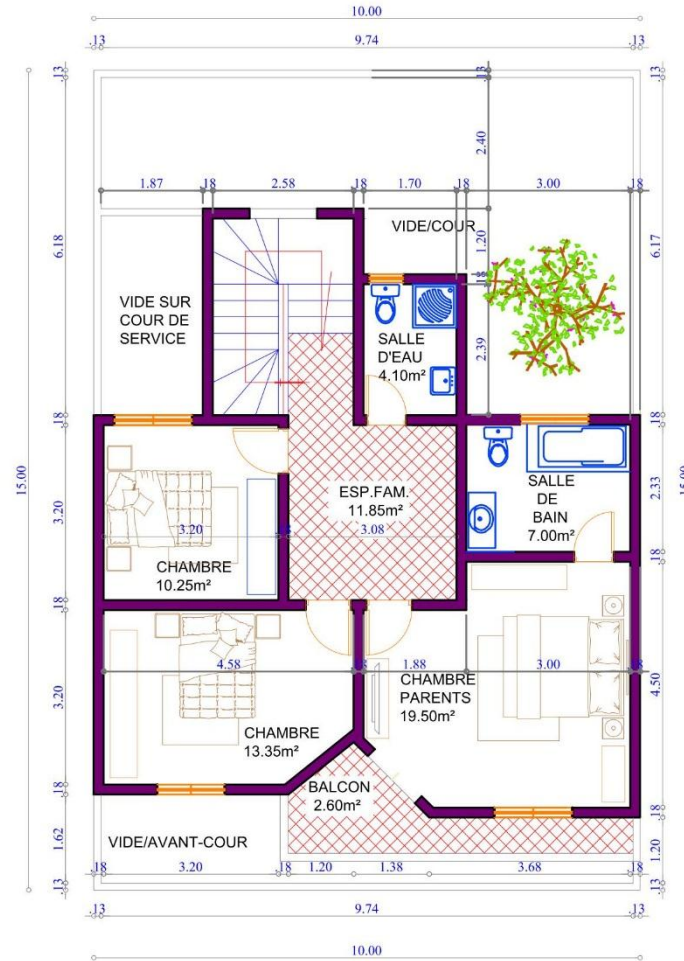 10.00
.13 9.74 .13
.13 .13
2.40
1.87 .18 2.58 .18 1.70 .18 3.00 .18
VIDE/COUR
6.18 1.20 6.17
VIDE SUR
COUR DE
SERVICE
SALLE
D'EAU
4.10m²
2.39
.18 .18
15.00 15.00
ESP.FAM.
11.85m²
SALLE
DE
BAIN
7.00m²
3.20 2.33
3.20 .18 3.08
CHAMBRE
10.25m²
.18 .18
4.58 .18 1.88 3.00 .18
CHAMBRE
PARENTS
19.50m²
3.20 4.50
CHAMBRE
13.35m²
BALCON
2.60m²
.18 .18
VIDE/AVANT-COUR
1.62 1.20
.18 3.20 .18 1.20 1.38 3.68 .18
.13 .13
.13 9.74 .13
10.00